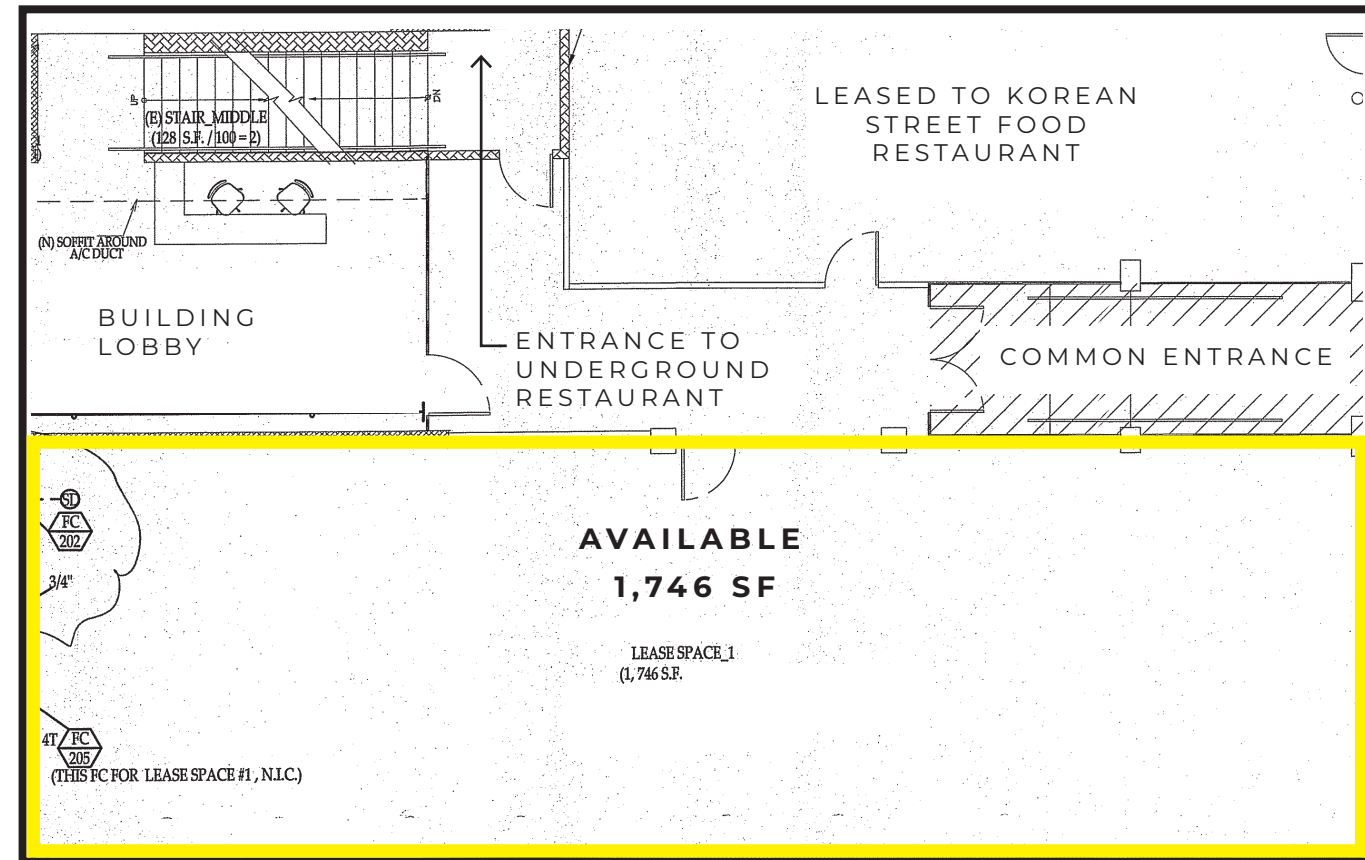 UP
DN
(E) STAIR_MIDDLE
(128 S.F. / 100 = 2)
(N) SOFFIT AROUND
A/C DUCT
LEASED TO KOREAN
STREET FOOD
RESTAURANT
BUILDING
LOBBY
ENTRANCE TO
UNDERGROUND
RESTAURANT
COMMON ENTRANCE
SD
FC
202
3/4"
AVAILABLE
1,746 SF
LEASE SPACE_1
(1,746 S.F.
4T
FC
205
(THIS FC FOR LEASE SPACE #1, N.I.C.)